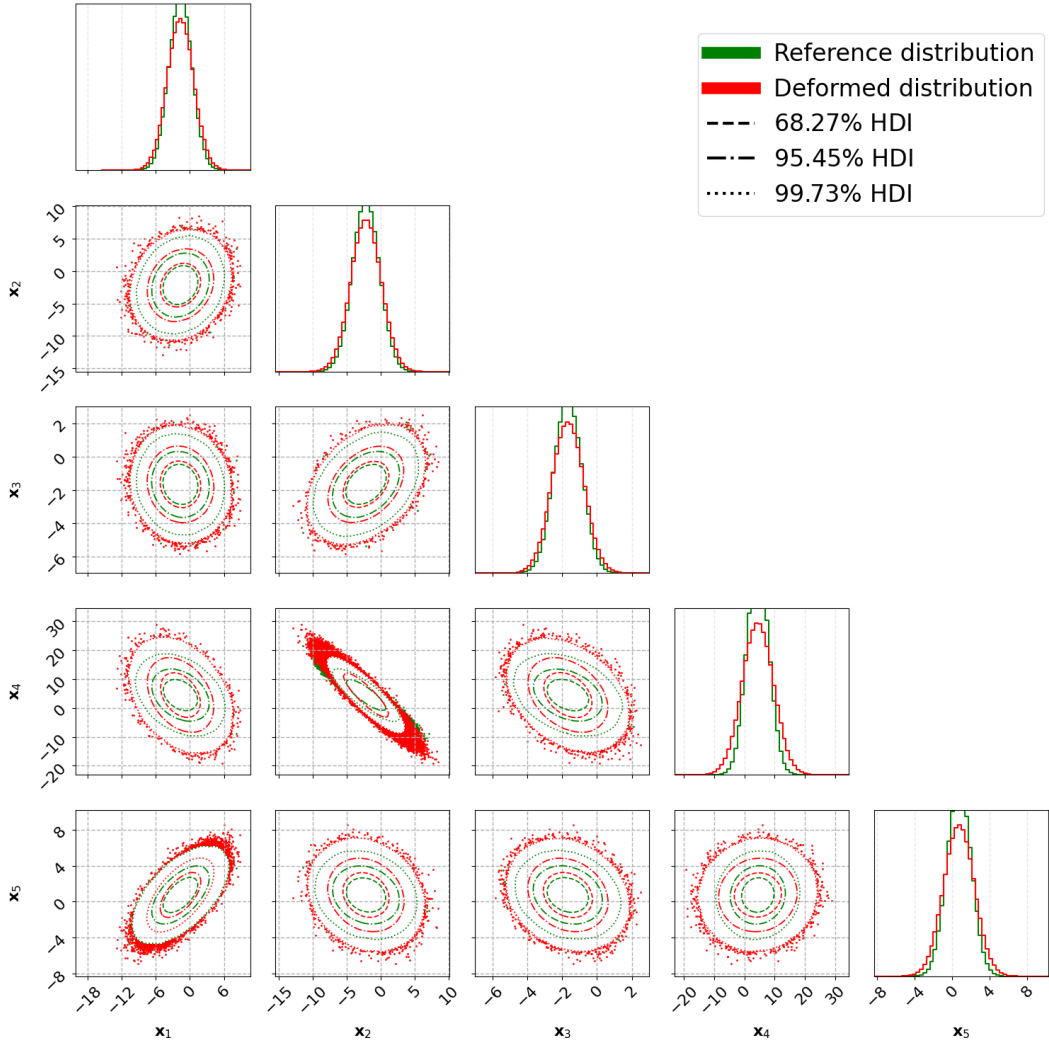 Reference distribution
Deformed distribution
68.27% HDI
95.45% HDI
99.73% HDI
10
5
0
−5
−10
−15
x₂
2
0
−2
−4
−6
x₃
30
20
10
0
−10
−20
x₄
8
4
0
−4
−8
x₅
−18 −12 −6 0 6
−15 −10 −5 0 5 10
−6 −4 −2 0 2
−20 −10 0 10 20 30
−8 −4 0 4 8
x₁ x₂ x₃ x₄ x₅